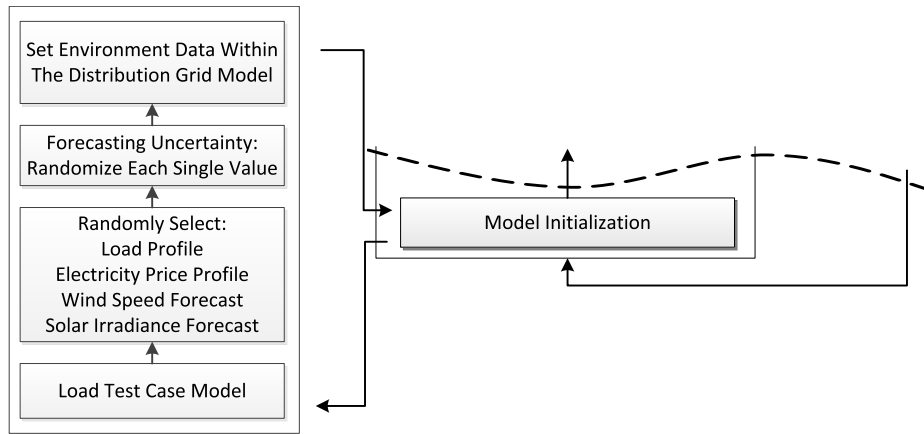 Set Environment Data Within
The Distribution Grid Model
Forecasting Uncertainty:
Randomize Each Single Value
Randomly Select:
Load Profile
Electricity Price Profile
Wind Speed Forecast
Solar Irradiance Forecast
Load Test Case Model
Model Initialization